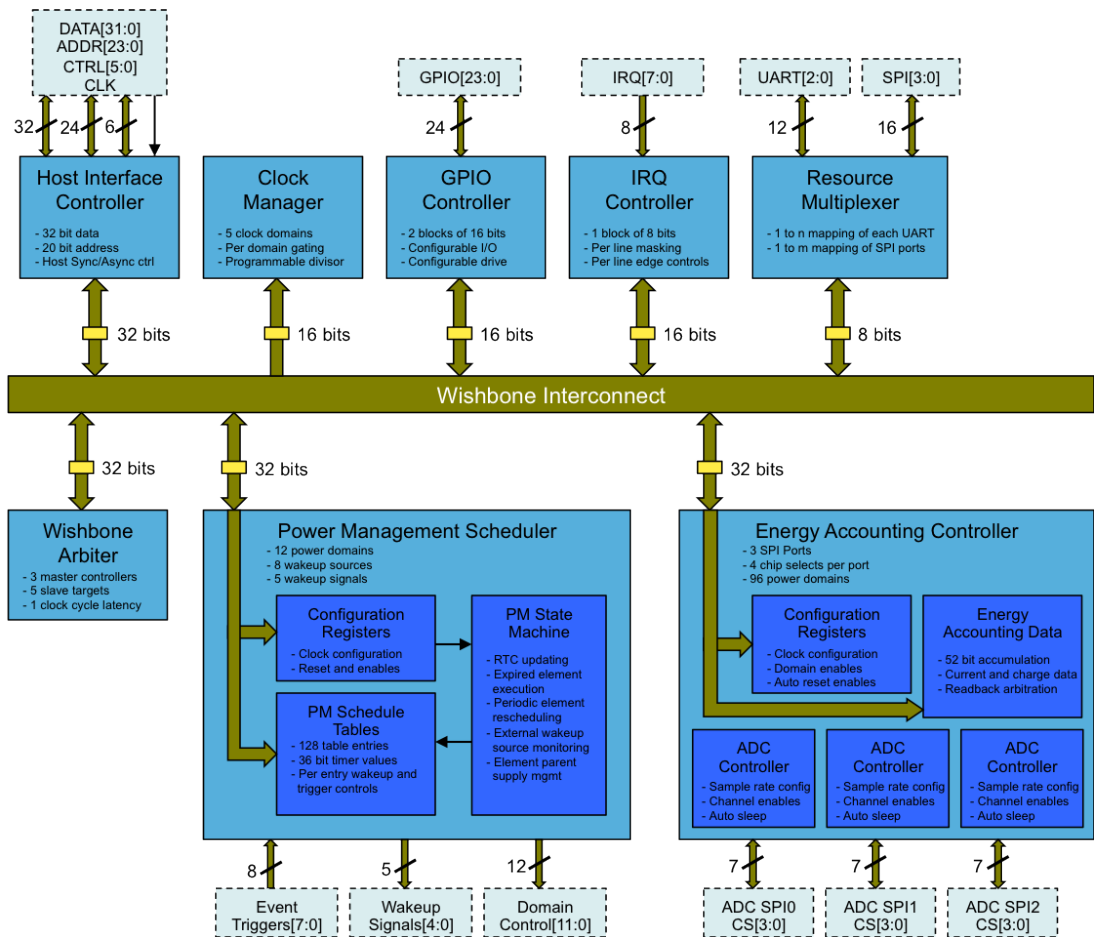 DATA[31:0]
ADDR[23:0]
CTRL[5:0]
CLK
GPIO[23:0]
IRQ[7:0]
UART[2:0]
SPI[3:0]
32
24
6
24
8
12
16
Host Interface
Controller
- 32 bit data
- 20 bit address
- Host Sync/Async ctrl
Clock
Manager
- 5 clock domains
- Per domain gating
- Programmable divisor
GPIO
Controller
- 2 blocks of 16 bits
- Configurable I/O
- Configurable drive
IRQ
Controller
- 1 block of 8 bits
- Per line masking
- Per line edge controls
Resource
Multiplexer
- 1 to n mapping of each UART
- 1 to m mapping of SPI ports
32 bits
16 bits
16 bits
16 bits
8 bits
Wishbone Interconnect
32 bits
32 bits
32 bits
Wishbone
Arbiter
- 3 master controllers
- 5 slave targets
- 1 clock cycle latency
Power Management Scheduler
- 12 power domains
- 8 wakeup sources
- 5 wakeup signals
Configuration
Registers
- Clock configuration
- Reset and enables
PM Schedule
Tables
- 128 table entries
- 36 bit timer values
- Per entry wakeup and
trigger controls
PM State
Machine
- RTC updating
- Expired element
execution
- Periodic element
rescheduling
- External wakeup
source monitoring
- Element parent
supply mgmt
Energy Accounting Controller
- 3 SPI Ports
- 4 chip selects per port
- 96 power domains
Configuration
Registers
- Clock configuration
- Domain enables
- Auto reset enables
Energy
Accounting Data
- 52 bit accumulation
- Current and charge data
- Readback arbitration
ADC
Controller
- Sample rate config
- Channel enables
- Auto sleep
ADC
Controller
- Sample rate config
- Channel enables
- Auto sleep
ADC
Controller
- Sample rate config
- Channel enables
- Auto sleep
8
5
12
7
7
7
Event
Triggers[7:0]
Wakeup
Signals[4:0]
Domain
Control[11:0]
ADC SPI0
CS[3:0]
ADC SPI1
CS[3:0]
ADC SPI2
CS[3:0]